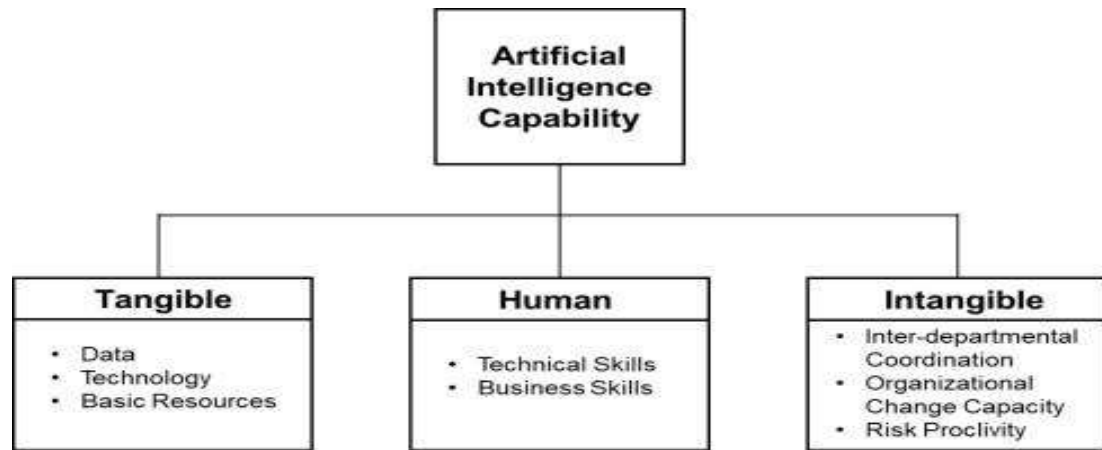 Artificial
Intelligence
Capability
Tangible
• Data
• Technology
• Basic Resources
Human
• Technical Skills
• Business Skills
Intangible
• Inter-departmental
Coordination
• Organizational
Change Capacity
• Risk Proclivity